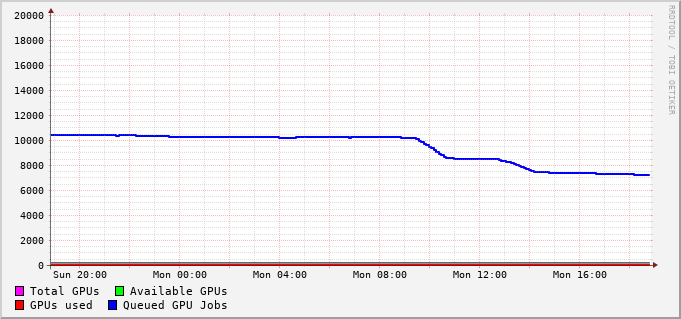 RRDTOOL / TOBI OETIKER
20000
18000
16000
14000
12000
10000
8000
6000
4000
2000
0
Sun 20:00 Mon 00:00 Mon 04:00 Mon 08:00 Mon 12:00 Mon 16:00
Total GPUs Available GPUs
GPUs used Queued GPU Jobs